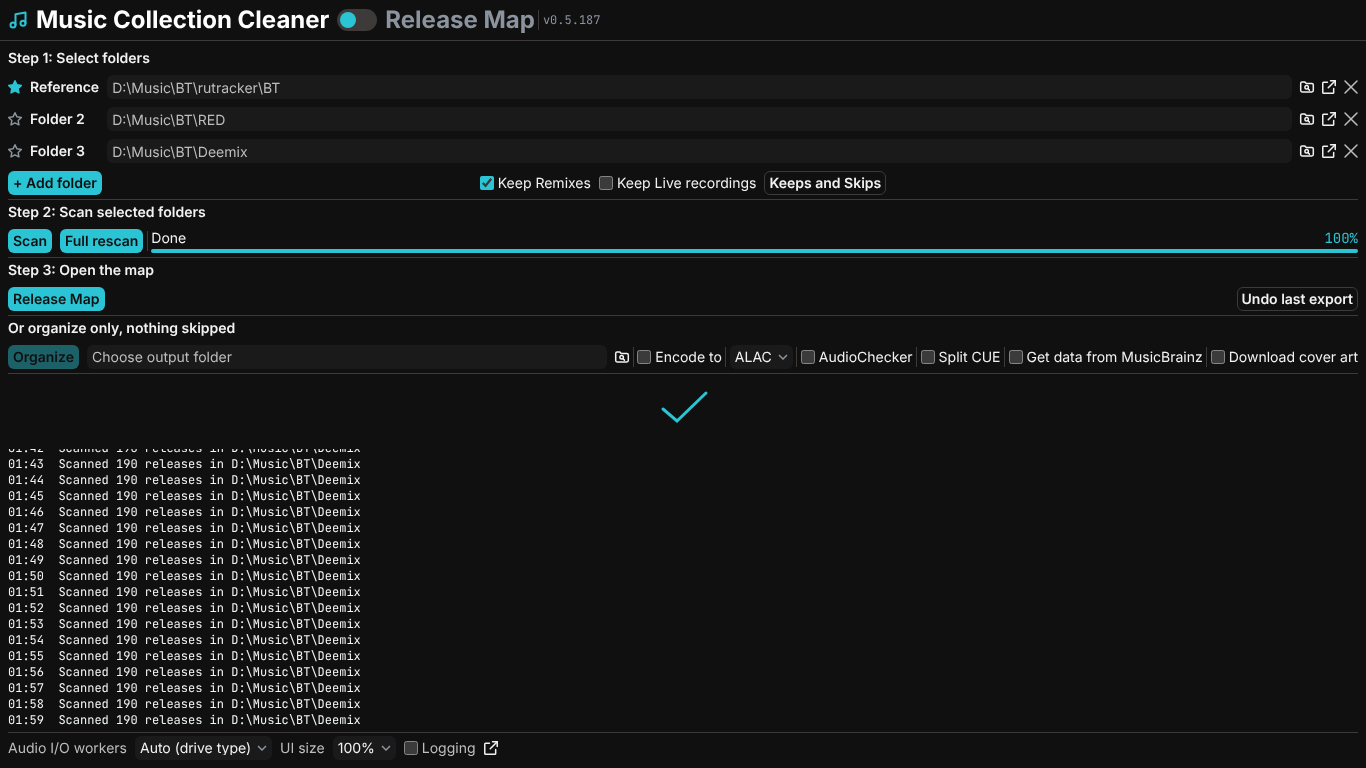 Music Collection Cleaner Release Map v0.5.187
Step 1: Select folders
Reference D:\Music\BT\rutracker\BT
Folder 2 D:\Music\BT\RED
Folder 3 D:\Music\BT\Deemix
+ Add folder Keep Remixes Keep Live recordings Keeps and Skips
Step 2: Scan selected folders
Scan Full rescan Done 100%
Step 3: Open the map
Release Map Undo last export
Or organize only, nothing skipped
Organize Choose output folder Encode to ALAC AudioChecker Split CUE Get data from MusicBrainz Download cover art
01:42 Scanned 190 releases in D:\Music\BT\Deemix
01:43 Scanned 190 releases in D:\Music\BT\Deemix
01:44 Scanned 190 releases in D:\Music\BT\Deemix
01:45 Scanned 190 releases in D:\Music\BT\Deemix
01:46 Scanned 190 releases in D:\Music\BT\Deemix
01:47 Scanned 190 releases in D:\Music\BT\Deemix
01:48 Scanned 190 releases in D:\Music\BT\Deemix
01:49 Scanned 190 releases in D:\Music\BT\Deemix
01:50 Scanned 190 releases in D:\Music\BT\Deemix
01:51 Scanned 190 releases in D:\Music\BT\Deemix
01:52 Scanned 190 releases in D:\Music\BT\Deemix
01:53 Scanned 190 releases in D:\Music\BT\Deemix
01:54 Scanned 190 releases in D:\Music\BT\Deemix
01:55 Scanned 190 releases in D:\Music\BT\Deemix
01:56 Scanned 190 releases in D:\Music\BT\Deemix
01:57 Scanned 190 releases in D:\Music\BT\Deemix
01:58 Scanned 190 releases in D:\Music\BT\Deemix
01:59 Scanned 190 releases in D:\Music\BT\Deemix
Audio I/O workers Auto (drive type) UI size 100% Logging